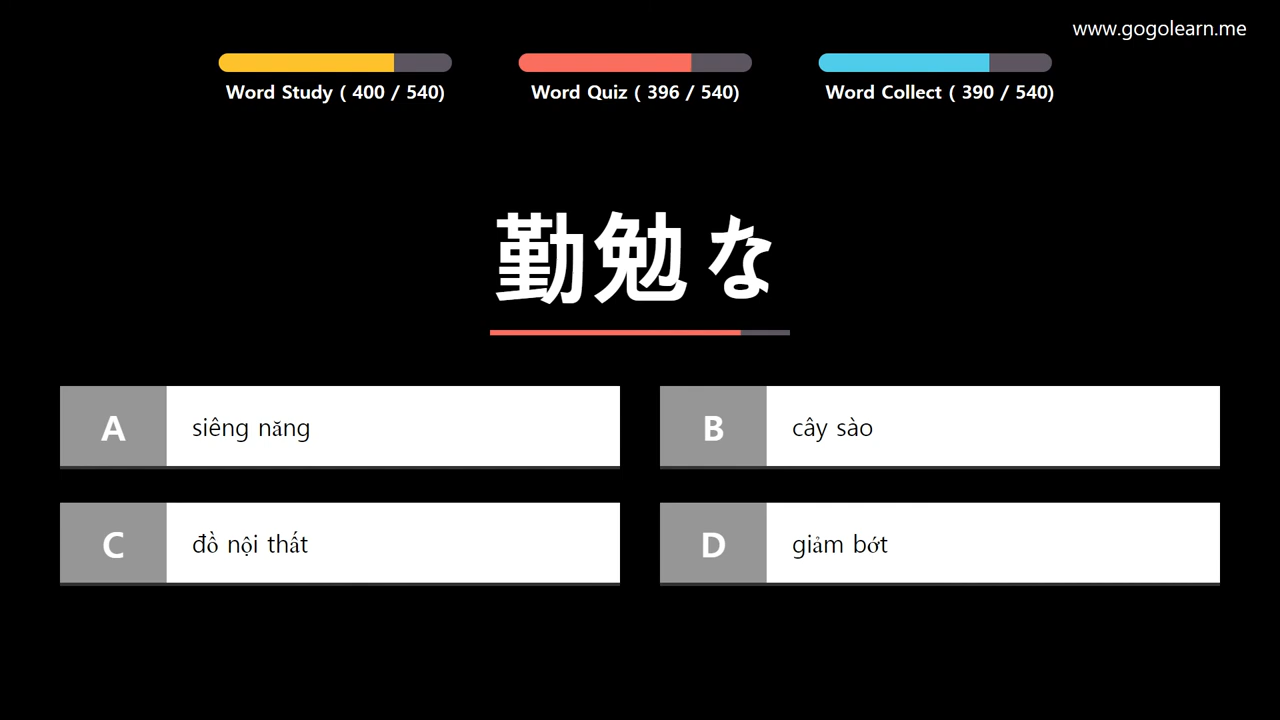 www.gogolearn.me
Word Study ( 400 / 540)
Word Quiz ( 396 / 540)
Word Collect ( 390 / 540)
勤勉な
A siêng năng
B cây sào
C đồ nội thất
D giảm bớt